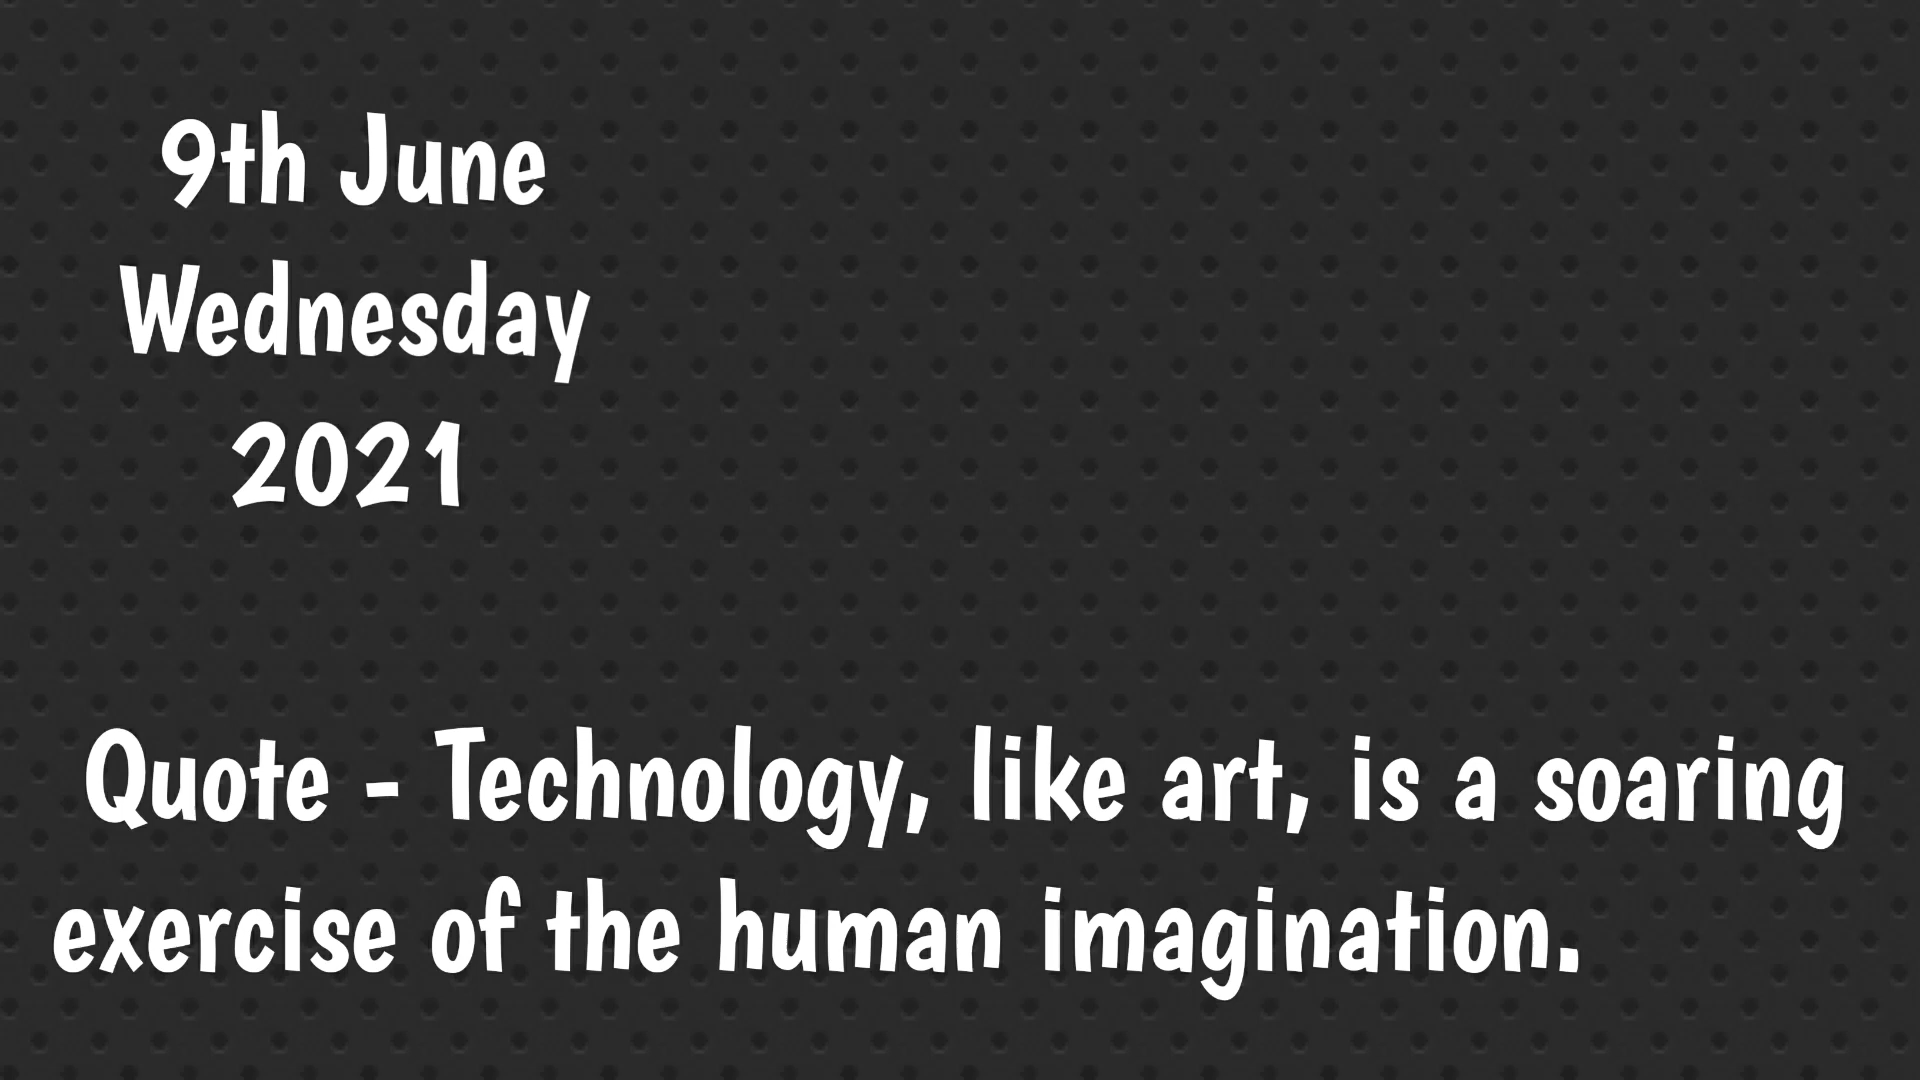 9th June
Wednesday
2021
Quote - Technology, like art, is a soaring
exercise of the human imagination.